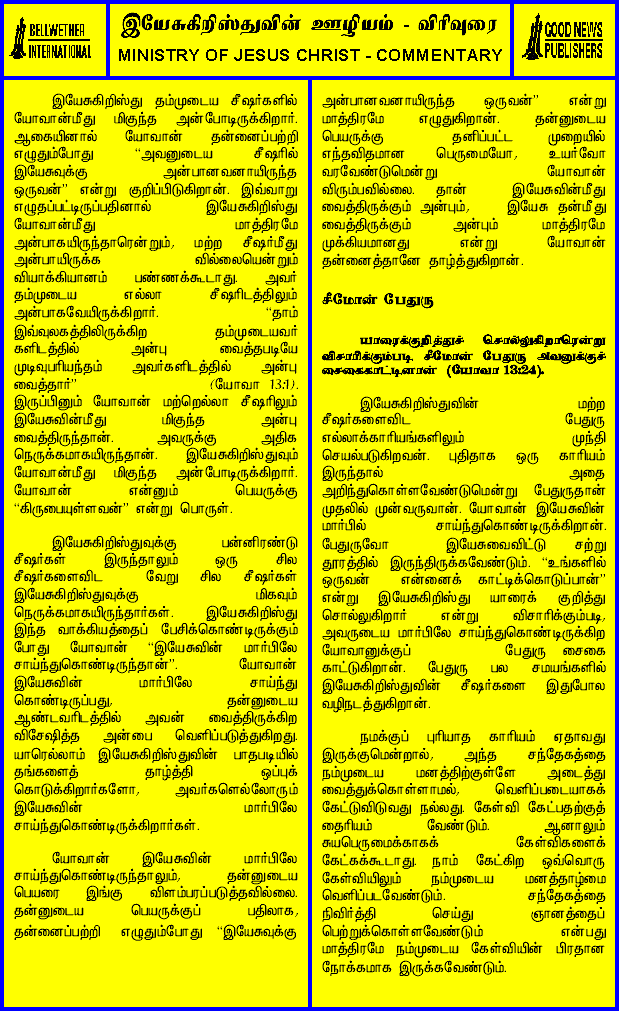 BELLWETHER
INTERNATIONAL
இயேசுகிறிஸ்துவின் ஊழியம் - விரிவுரை
MINISTRY OF JESUS CHRIST - COMMENTARY
GOOD NEWS
PUBLISHERS
இயேசுகிறிஸ்து தம்முடைய சீஷர்களில்
யோவான்மீது மிகுந்த அன்போடிருக்கிறார்.
ஆகையினால் யோவான் தன்னைப்பற்றி
எழுதும்போது “அவனுடைய சீஷரில்
இயேசுவுக்கு அன்பானவனாயிருந்த
ஒருவன்” என்று குறிப்பிடுகிறான். இவ்வாறு
எழுதப்பட்டிருப்பதினால் இயேசுகிறிஸ்து
யோவான்மீது மாத்திரமே
அன்பாகயிருந்தாரென்றும், மற்ற சீஷர்மீது
அன்பாயிருக்க வில்லையென்றும்
வியாக்கியானம் பண்ணக்கூடாது. அவர்
தம்முடைய எல்லா சீஷரிடத்திலும்
அன்பாகவேயிருக்கிறார். “தாம்
இவ்வுலகத்திலிருக்கிற தம்முடையவர்
களிடத்தில் அன்பு வைத்தபடியே
முடிவுபரியந்தம் அவர்களிடத்தில் அன்பு
வைத்தார்” (யோவா 13:1).
இருப்பினும் யோவான் மற்றெல்லா சீஷரிலும்
இயேசுவின்மீது மிகுந்த அன்பு
வைத்திருந்தான். அவருக்கு அதிக
நெருக்கமாகயிருந்தான். இயேசுகிறிஸ்துவும்
யோவான்மீது மிகுந்த அன்போடிருக்கிறார்.
யோவான் என்னும் பெயருக்கு
“கிருபையுள்ளவன்” என்று பொருள்.
இயேசுகிறிஸ்துவுக்கு பன்னிரண்டு
சீஷர்கள் இருந்தாலும் ஒரு சில
சீஷர்களைவிட வேறு சில சீஷர்கள்
இயேசுகிறிஸ்துவுக்கு மிகவும்
நெருக்கமாகயிருந்தார்கள். இயேசுகிறிஸ்து
இந்த வாக்கியத்தைப் பேசிக்கொண்டிருக்கும்
போது யோவான் “இயேசுவின் மார்பிலே
சாய்ந்துகொண்டிருந்தான்”. யோவான்
இயேசுவின் மார்பிலே சாய்ந்து
கொண்டிருப்பது, தன்னுடைய
ஆண்டவரிடத்தில் அவன் வைத்திருக்கிற
விசேஷித்த அன்பை வெளிப்படுத்துகிறது.
யாரெல்லாம் இயேசுகிறிஸ்துவின் பாதபடியில்
தங்களைத் தாழ்த்தி ஒப்புக்
கொடுக்கிறார்களோ, அவர்களெல்லோரும்
இயேசுவின் மார்பிலே
சாய்ந்துகொண்டிருக்கிறார்கள்.
யோவான் இயேசுவின் மார்பிலே
சாய்ந்துகொண்டிருந்தாலும், தன்னுடைய
பெயரை இங்கு விளம்பரப்படுத்தவில்லை.
தன்னுடைய பெயருக்குப் பதிலாக,
தன்னைப்பற்றி எழுதும்போது “இயேசுவுக்கு
அன்பானவனாயிருந்த ஒருவன்” என்று
மாத்திரமே எழுதுகிறான். தன்னுடைய
பெயருக்கு தனிப்பட்ட முறையில்
எந்தவிதமான பெருமையோ, உயர்வோ
வரவேண்டுமென்று யோவான்
விரும்பவில்லை. தான் இயேசுவின்மீது
வைத்திருக்கும் அன்பும், இயேசு தன்மீது
வைத்திருக்கும் அன்பும் மாத்திரமே
முக்கியமானது என்று யோவான்
தன்னைத்தானே தாழ்த்துகிறான்.
சீமோன் பேதுரு
யாரைக்குறித்துச் சொல்லுகிறாரென்று
விசாரிக்கும்படி சீமோன் பேதுரு அவனுக்குச்
சைகைகாட்டினான் (யோவா 13:24).
இயேசுகிறிஸ்துவின் மற்ற
சீஷர்களைவிட பேதுரு
எல்லாக்காரியங்களிலும் முந்தி
செயல்படுகிறவன். புதிதாக ஒரு காரியம்
இருந்தால் அதை
அறிந்துகொள்ளவேண்டுமென்று பேதுருதான்
முதலில் முன்வருவான். யோவான் இயேசுவின்
மார்பில் சாய்ந்துகொண்டிருக்கிறான்.
பேதுருவோ இயேசுவைவிட்டு சற்று
தூரத்தில் இருந்திருக்கவேண்டும். “உங்களில்
ஒருவன் என்னைக் காட்டிக்கொடுப்பான்”
என்று இயேசுகிறிஸ்து யாரைக் குறித்து
சொல்லுகிறார் என்று விசாரிக்கும்படி,
அவருடைய மார்பிலே சாய்ந்துகொண்டிருக்கிற
யோவானுக்குப் பேதுரு சைகை
காட்டுகிறான். பேதுரு பல சமயங்களில்
இயேசுகிறிஸ்துவின் சீஷர்களை இதுபோல
வழிநடத்துகிறான்.
நமக்குப் புரியாத காரியம் ஏதாவது
இருக்குமென்றால், அந்த சந்தேகத்தை
நம்முடைய மனத்திற்குள்ளே அடைத்து
வைத்துக்கொள்ளாமல், வெளிப்படையாகக்
கேட்டுவிடுவது நல்லது. கேள்வி கேட்பதற்குத்
தைரியம் வேண்டும். ஆனாலும்
சுயபெருமைக்காகக் கேள்விகளைக்
கேட்கக்கூடாது. நாம் கேட்கிற ஒவ்வொரு
கேள்வியிலும் நம்முடைய மனத்தாழ்மை
வெளிப்படவேண்டும். சந்தேகத்தை
நிவிர்த்தி செய்து ஞானத்தைப்
பெற்றுக்கொள்ளவேண்டும் என்பது
மாத்திரமே நம்முடைய கேள்வியின் பிரதான
நோக்கமாக இருக்கவேண்டும்.